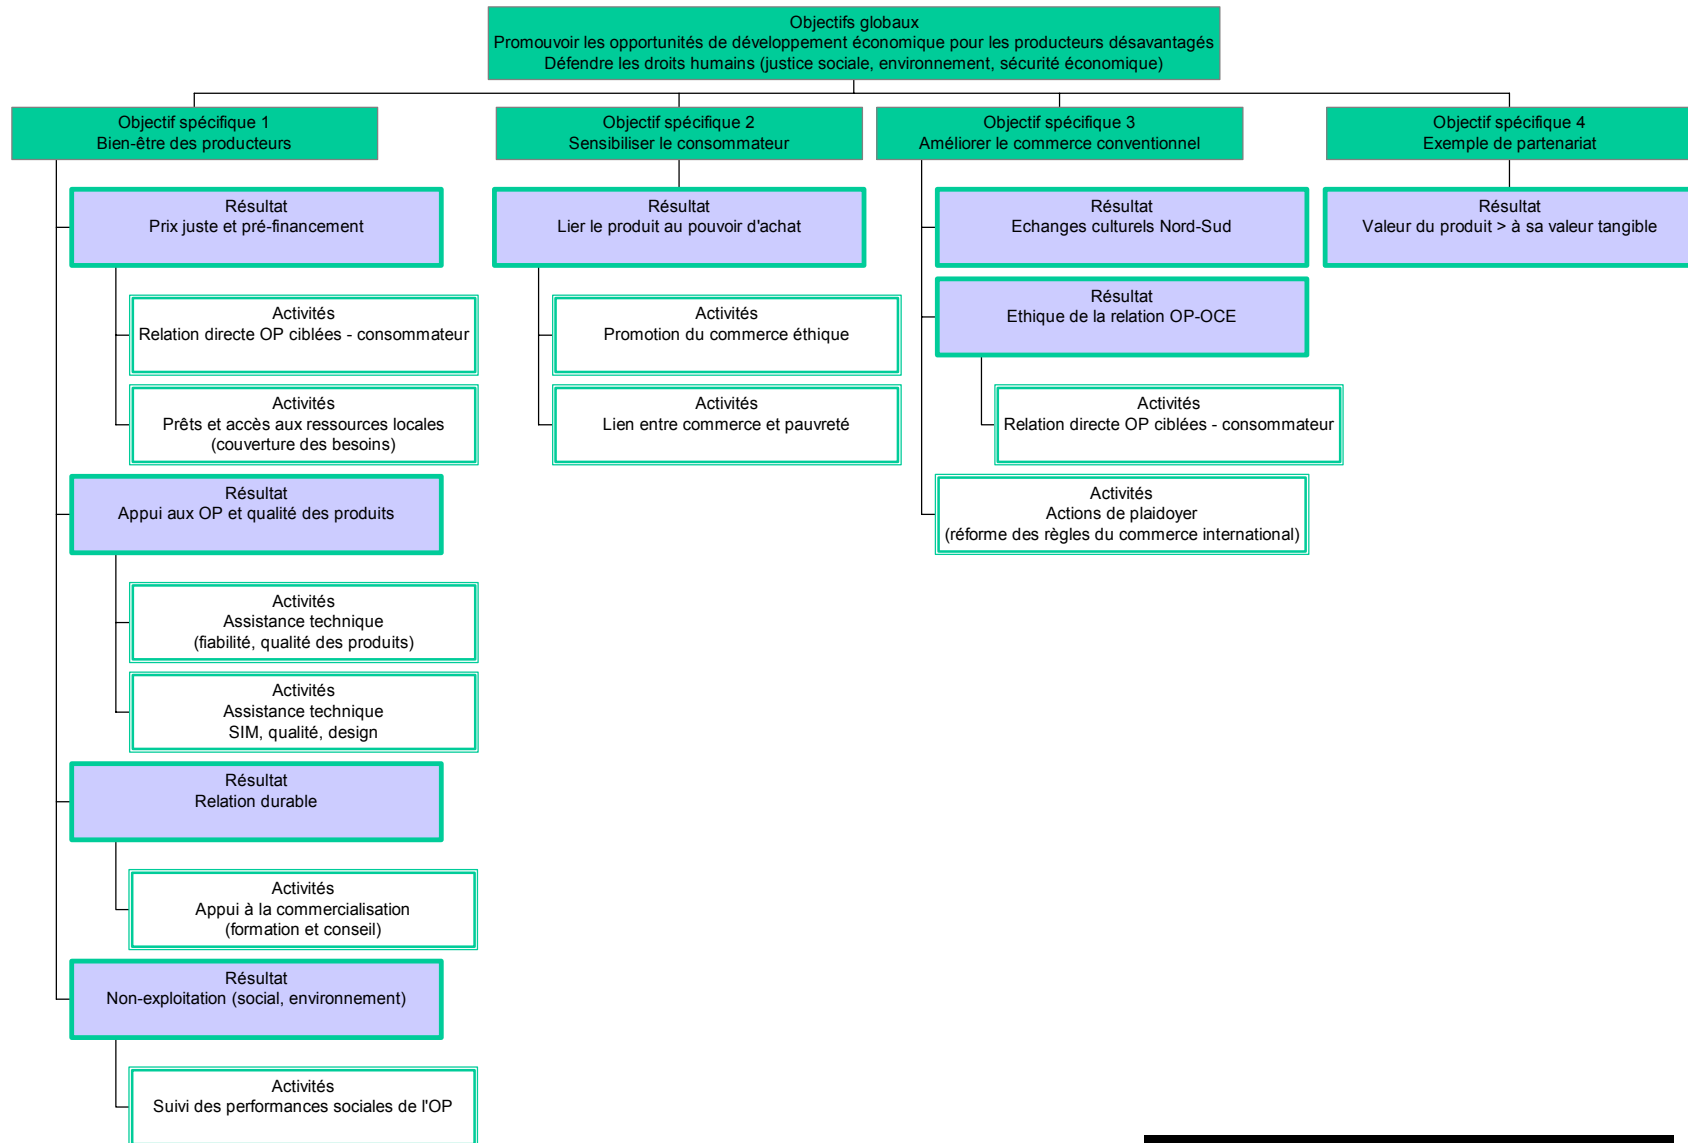 Objectifs globaux
Promouvoir les opportunités de développement économique pour les producteurs désavantagés
Défendre les droits humains (justice sociale, environnement, sécurité économique)
Objectif spécifique 1
Bien-être des producteurs
Résultat
Prix juste et pré-financement
Activités
Relation directe OP ciblées - consommateur
Activités
Prêts et accès aux ressources locales
(couverture des besoins)
Résultat
Appui aux OP et qualité des produits
Activités
Assistance technique
(fiabilité, qualité des produits)
Activités
Assistance technique
SIM, qualité, design
Résultat
Relation durable
Activités
Appui à la commercialisation
(formation et conseil)
Résultat
Non-exploitation (social, environnement)
Activités
Suivi des performances sociales de l'OP
Objectif spécifique 2
Sensibiliser le consommateur
Résultat
Lier le produit au pouvoir d'achat
Activités
Promotion du commerce éthique
Activités
Lien entre commerce et pauvreté
Objectif spécifique 3
Améliorer le commerce conventionnel
Résultat
Echanges culturels Nord-Sud
Résultat
Ethique de la relation OP-OCE
Activités
Relation directe OP ciblées - consommateur
Activités
Actions de plaidoyer
(réforme des règles du commerce international)
Objectif spécifique 4
Exemple de partenariat
Résultat
Valeur du produit > à sa valeur tangible